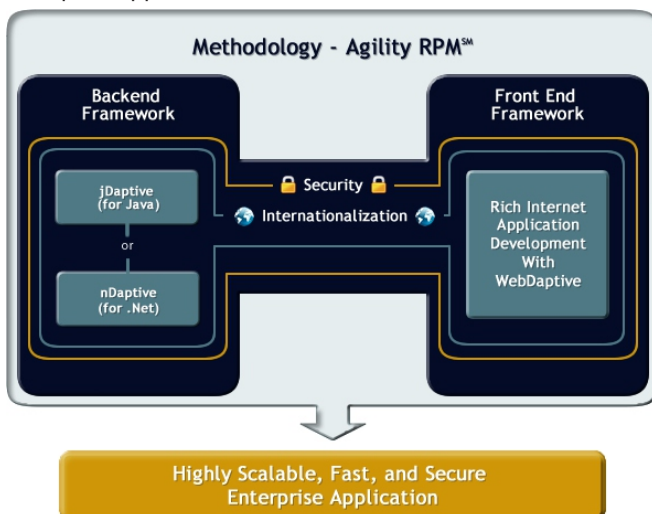 Methodology - Agility RPM℠
Backend
Framework
jDaptive
(for Java)
or
nDaptive
(for .Net)
Security
Internationalization
Front End
Framework
Rich Internet
Application
Development
With
WebDaptive
Highly Scalable, Fast, and Secure
Enterprise Application